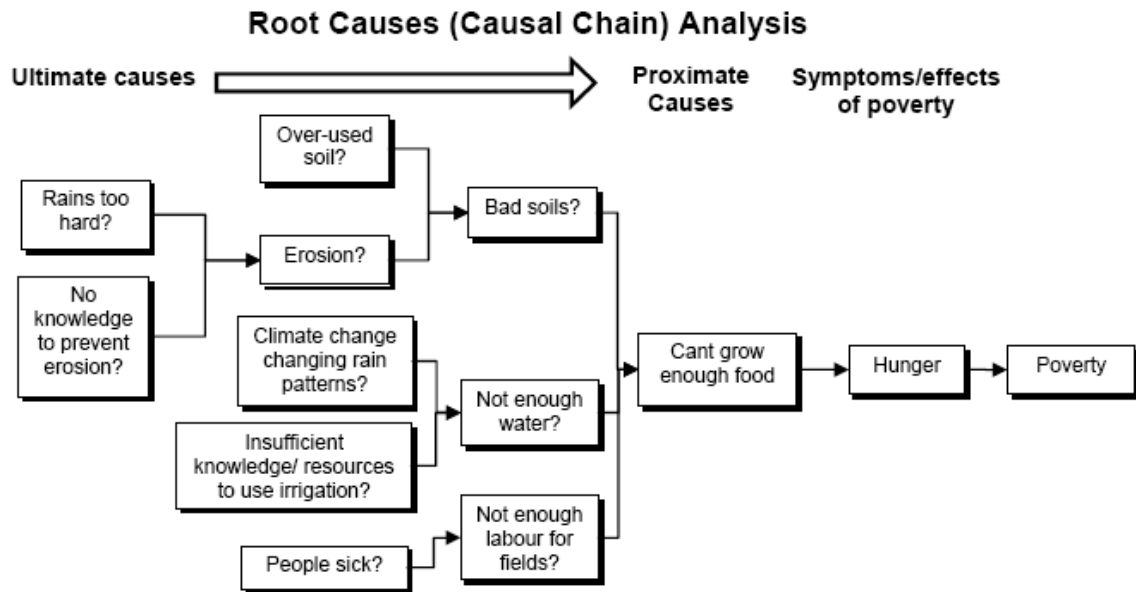 Root Causes (Causal Chain) Analysis
Ultimate causes
Proximate
Causes
Symptoms/effects
of poverty
Over-used
soil?
Rains too
hard?
Bad soils?
Erosion?
No
knowledge
to prevent
erosion?
Climate change
changing rain
patterns?
Cant grow
enough food
Hunger
Poverty
Not enough
water?
Insufficient
knowledge/ resources
to use irrigation?
Not enough
labour for
fields?
People sick?